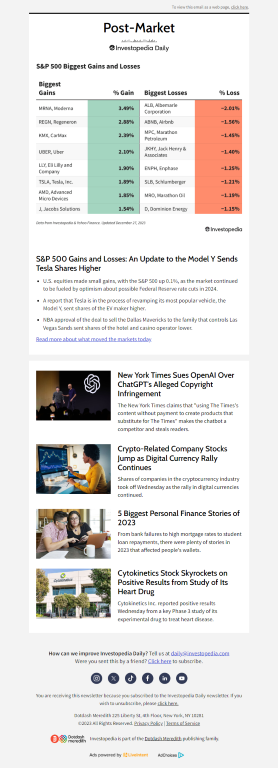 To view this email as a web page, click here.
Post-Market
Investopedia Daily
S&P 500 Biggest Gains and Losses
Biggest Gains % Gain Biggest Losses % Loss
MRNA, Moderna 3.49% ALB, Albemarle Corporation −2.01%
REGN, Regeneron 2.88% ABNB, Airbnb −1.56%
KMX, CarMax 2.39% MPC, Marathon Petroleum −1.45%
UBER, Uber 2.10% JKHY, Jack Henry & Associates −1.40%
LLY, Eli Lilly and Company 1.90% ENPH, Enphase −1.25%
TSLA, Tesla, Inc. 1.89% SLB, Schlumberger −1.21%
AMD, Advanced Micro Devices 1.85% MRO, Marathon Oil −1.19%
J, Jacobs Solutions 1.54% D, Dominion Energy −1.15%
Investopedia
S&P 500 Gains and Losses: An Update to the Model Y Sends
Tesla Shares Higher
U.S. equities made small gains, with the S&P 500 up 0.1%, as the market continued
to be fueled by optimism about possible Federal Reserve rate cuts in 2024.
A report that Tesla is in the process of revamping its most popular vehicle, the
Model Y, sent shares of the EV maker higher.
NBA approval of the deal to sell the Dallas Mavericks to the family that controls Las
Vegas Sands sent shares of the hotel and casino operator lower.
Read more about what moved the markets today.
New York Times Sues OpenAI Over
ChatGPT's Alleged Copyright
Infringement
The New York Times claims that "using The Times's
content without payment to create products that
substitute for The Times" makes the chatbot a
competitor and steals readers.
Crypto-Related Company Stocks
Jump as Digital Currency Rally
Continues
Shares of companies in the cryptocurrency industry
took off Wednesday as the rally in digital currencies
continued.
5 Biggest Personal Finance Stories of
2023
From bank failures to high mortgage rates to student
loan repayments, there were plenty of stories in
2023 that affected people's wallets.
Cytokinetics Stock Skyrockets on
Positive Results from Study of Its
Heart Drug
Cytokinetics Inc. reported positive results
Wednesday from a key Phase 3 study of its
experimental drug to treat heart disease.
How can we improve Investopedia Daily? Tell us at daily@investopedia.com
Were you sent this by a friend? Click here to subscribe.
You are receiving this newsletter because you subscribed to the Investopedia Daily newsletter. If you
wish to unsubscribe, please click here.
Dotdash Meredith 225 Liberty St, 4th Floor, New York, NY 10281
©2023 All Rights Reserved. Privacy Policy | Terms of Service
Dotdash meredith Investopedia is part of the Dotdash Meredith publishing family.
Ads powered by LiveIntent AdChoices